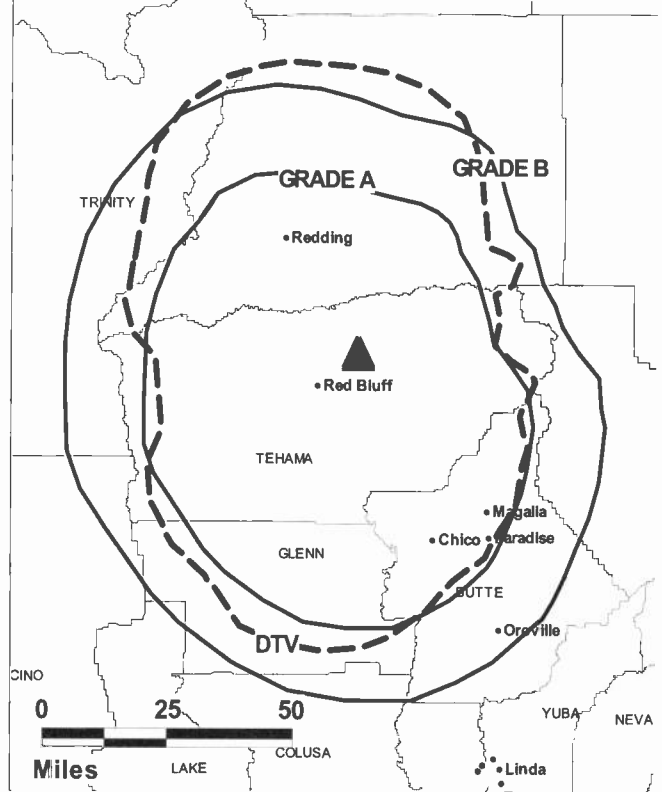 GRADE B
GRADE A
TRINITY
Redding
Red Bluff
TEHAMA
Magalia
Chico
Paradise
GLENN
BUTTE
Oroville
DTV
CINO
0 25 50
YUBA
NEVA
COLUSA
Miles
LAKE
Linda